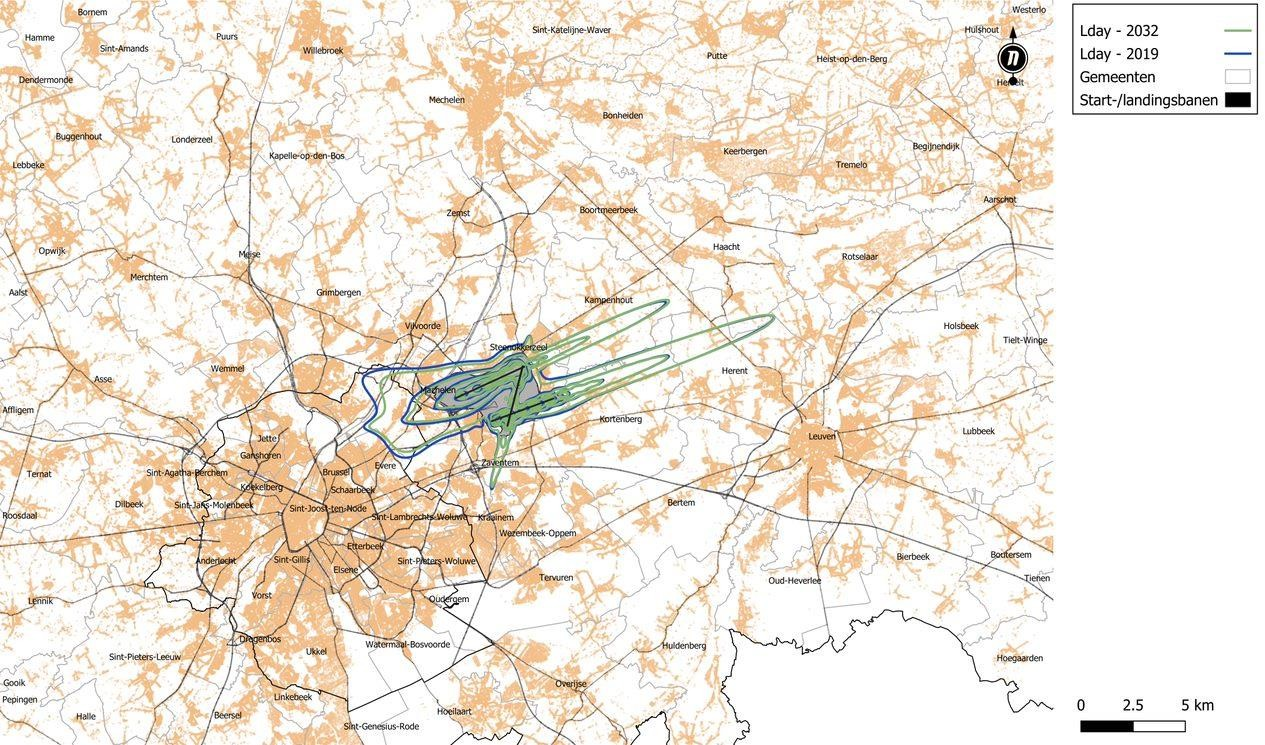 Bornem
Westerlo
Hamme
Puurs
Sint-Katelijne-Waver
Hulshout
Sint-Amands
Willebroek
Putte
Heist-op-den-Berg
n
Dendermonde
Mechelen
Bonheiden
Buggenhout
Londerzeel
Kapelle-op-den-Bos
Keerbergen
Begijnendijk
Lebbeke
Tremelo
Aarschot
Zemst
Boortmeerbeek
Opwijk
Meise
Haacht
Rotselaar
Merchtem
Aalst
Grimbergen
Kampenhout
Vilvoorde
Holsbeek
Steenokkerzeel
Tielt-Winge
Wemmel
Herent
Asse
Machelen
Affligem
Kortenberg
Jette
Leuven
Lubbeek
Ganshoren
Ternat
Sint-Agatha-Berchem
Brussel
Evere
Zaventem
Koekelberg
Schaarbeek
Dilbeek
Sint-Jans-Molenbeek
Sint-Joost-ten-Node
Bertem
Roosdaal
Sint-Lambrechts-Woluwe
Kraainem
Wezembeek-Oppem
Etterbeek
Anderlecht
Sint-Gillis
Sint-Pieters-Woluwe
Bierbeek
Boutersem
Elsene
Tervuren
Oud-Heverlee
Tienen
Lennik
Vorst
Oudergem
Drogenbos
Watermaal-Bosvoorde
Huldenberg
Sint-Pieters-Leeuw
Ukkel
Hoegaarden
Gooik
Overijse
Pepingen
Linkebeek
Halle
Beersel
Hoeilaart
Sint-Genesius-Rode
Lday - 2032
Lday - 2019
Gemeenten
Start-/landingsbanen
0 2.5 5 km